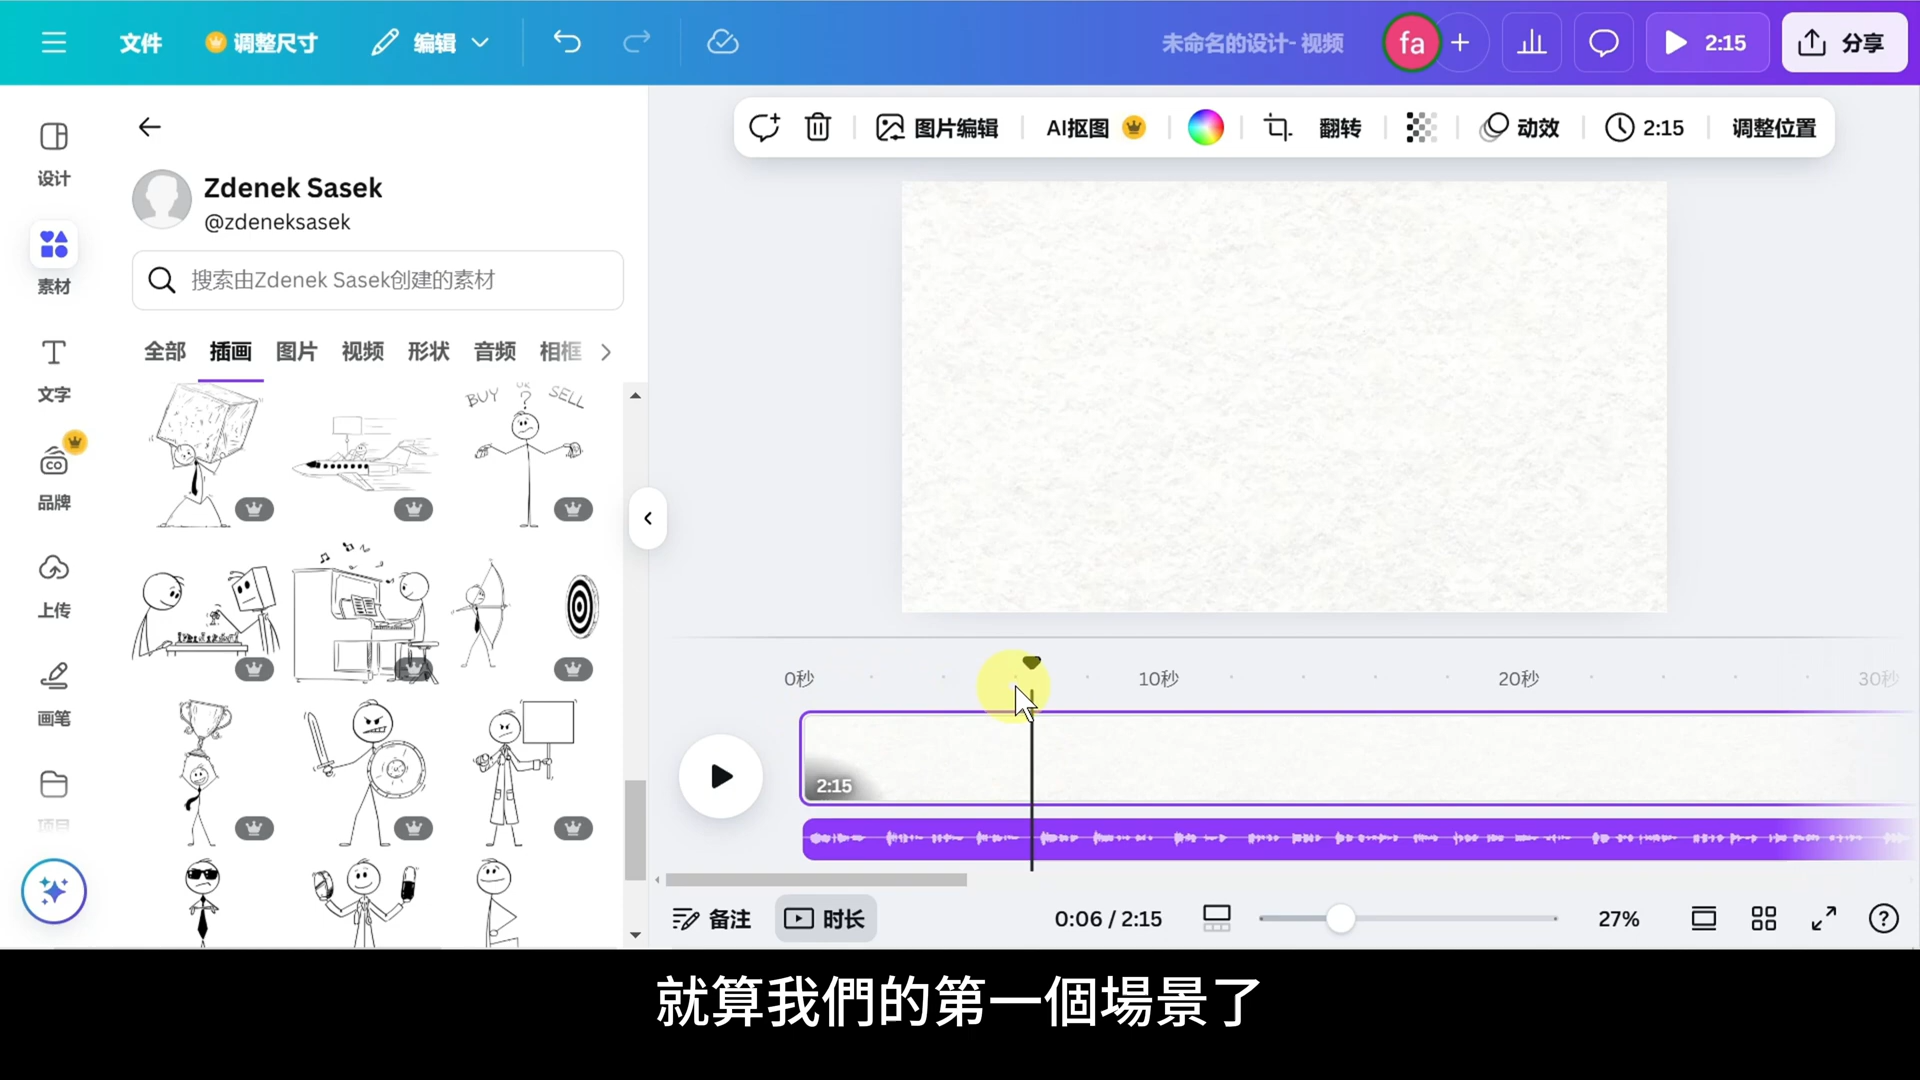 文件
调整尺寸
编辑
未命名的设计- 视频
fa
2:15
分享
设计
素材
文字
品牌
上传
画笔
项目
Zdenek Sasek
@zdeneksasek
搜索由Zdenek Sasek创建的素材
全部 插画 图片 视频 形状 音频 相框
BUY OR SELL
?
CO
图片编辑
AI抠图
翻转
动效
2:15
调整位置
0秒 10秒 20秒 30秒
2:15
备注
时长
0:06 / 2:15
27%
就算我們的第一個場景了